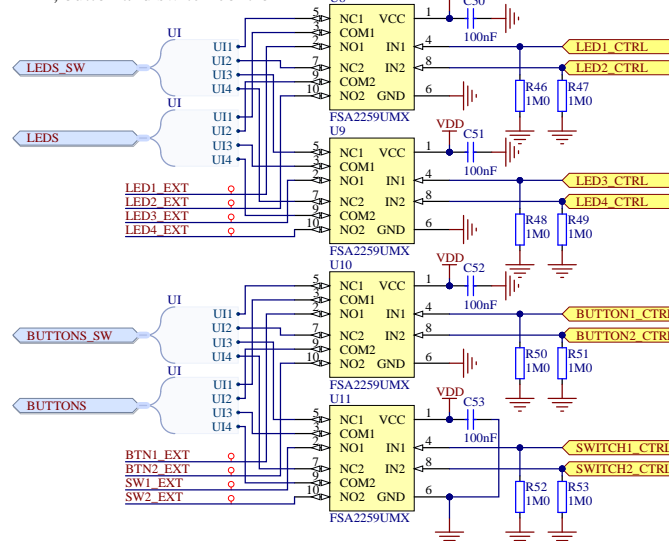 C50
5 NC1 VCC 1
3 COM1
100nF
2 NO1 IN1 4 LED1_CTRL
7 NC2 IN2 8 LED2_CTRL
9 COM2
10 NO2 GND 6
FSA2259UMX
R46
1M0
R47
1M0
UI
UI1
UI2
UI3
UI4
LEDS_SW
UI
UI1
UI2
UI3
UI4
LEDS
U9
VDD
C51
100nF
5 NC1 VCC 1
3 COM1
2 NO1 IN1 4 LED3_CTRL
7 NC2 IN2 8 LED4_CTRL
9 COM2
10 NO2 GND 6
FSA2259UMX
R48
1M0
R49
1M0
LED1_EXT
LED2_EXT
LED3_EXT
LED4_EXT
U10
VDD
C52
100nF
5 NC1 VCC 1
3 COM1
2 NO1 IN1 4 BUTTON1_CTRL
7 NC2 IN2 8 BUTTON2_CTRL
9 COM2
10 NO2 GND 6
FSA2259UMX
R50
1M0
R51
1M0
UI
UI1
UI2
UI3
UI4
BUTTONS_SW
UI
UI1
UI2
UI3
UI4
BUTTONS
U11
VDD
C53
100nF
5 NC1 VCC 1
3 COM1
2 NO1 IN1 4 SWITCH1_CTRL
7 NC2 IN2 8 SWITCH2_CTRL
9 COM2
10 NO2 GND 6
FSA2259UMX
R52
1M0
R53
1M0
BTN1_EXT
BTN2_EXT
SW1_EXT
SW2_EXT